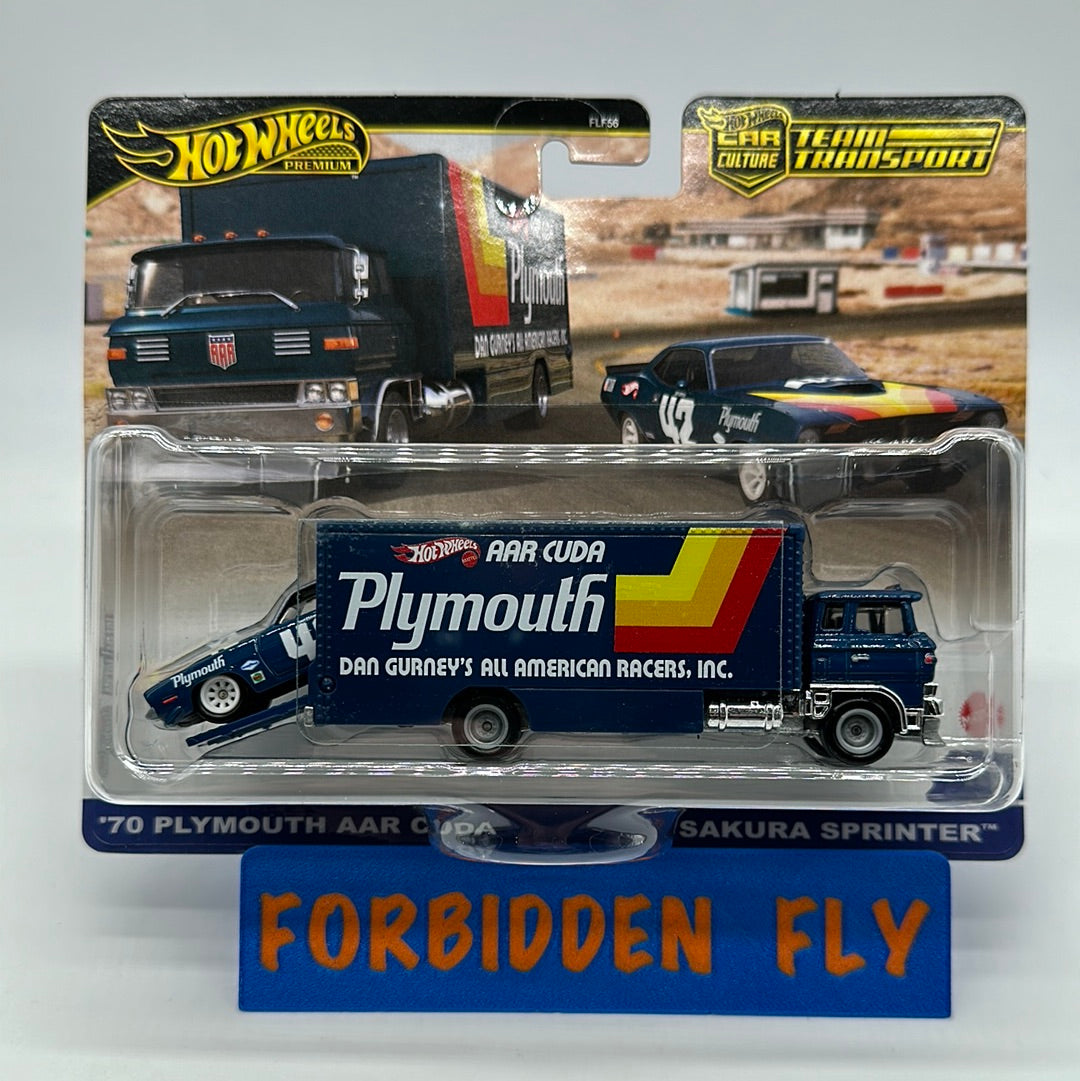 HOT WHEELS
PREMIUM™
FLF56
HOT WHEELS
CAR
CULTURE
TEAM
TRANSPORT
Plymouth
DAN GURNEY'S ALL AMERICAN RACERS, INC.
AAR
42
Plymouth
HOT WHEELS AAR CUDA
Plymouth
DAN GURNEY'S ALL AMERICAN RACERS, INC.
Plymouth
'70 PLYMOUTH AAR CUDA
SAKURA SPRINTER™
FORBIDDEN FLY